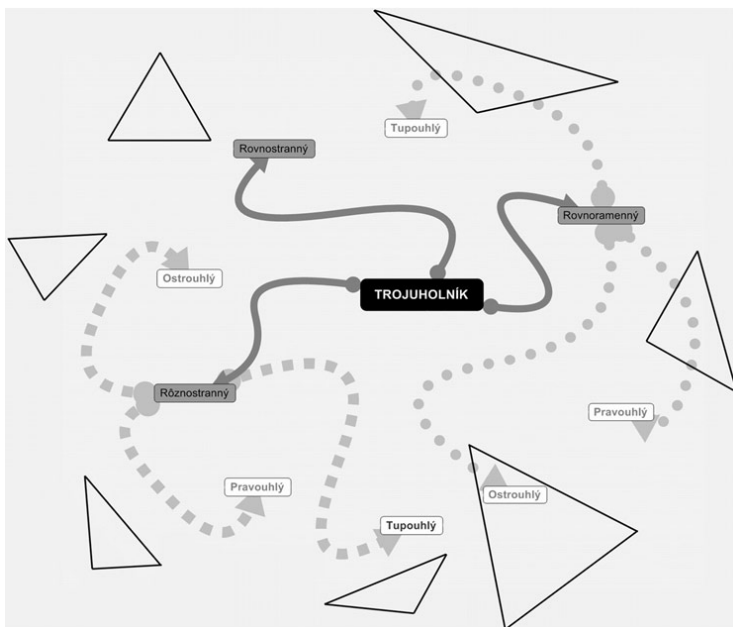 Tupouhlý
Rovnostranný
Rovnoramenný
Ostrouhlý
TROJUHOLNÍK
Rôznostranný
Pravouhlý
Pravouhlý
Ostrouhlý
Tupouhlý